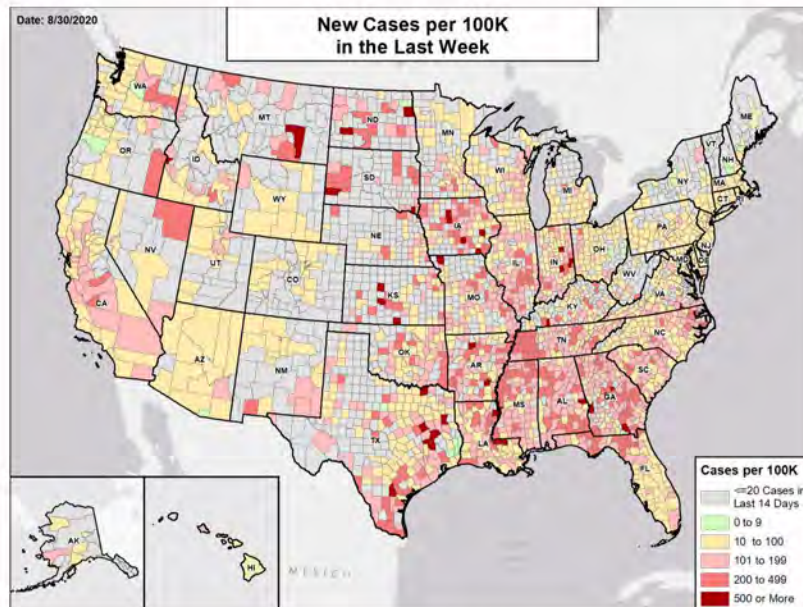 Date: 8/30/2020
New Cases per 100K
in the Last Week
WA
MT
ND
MN
ME
OR
ID
SD
WI
MI
VT
NH
NY
MA
CT
WY
IA
PA
NJ
NV
UT
NE
IL
IN
OH
MD
DE
CA
CO
KS
MO
WV
VA
KY
AZ
NM
OK
AR
TN
NC
SC
TX
LA
MS
AL
GA
FL
AK
HI
MEXICO
Cases per 100K
<=20 Cases in
Last 14 Days
0 to 9
10 to 100
101 to 199
200 to 499
500 or More